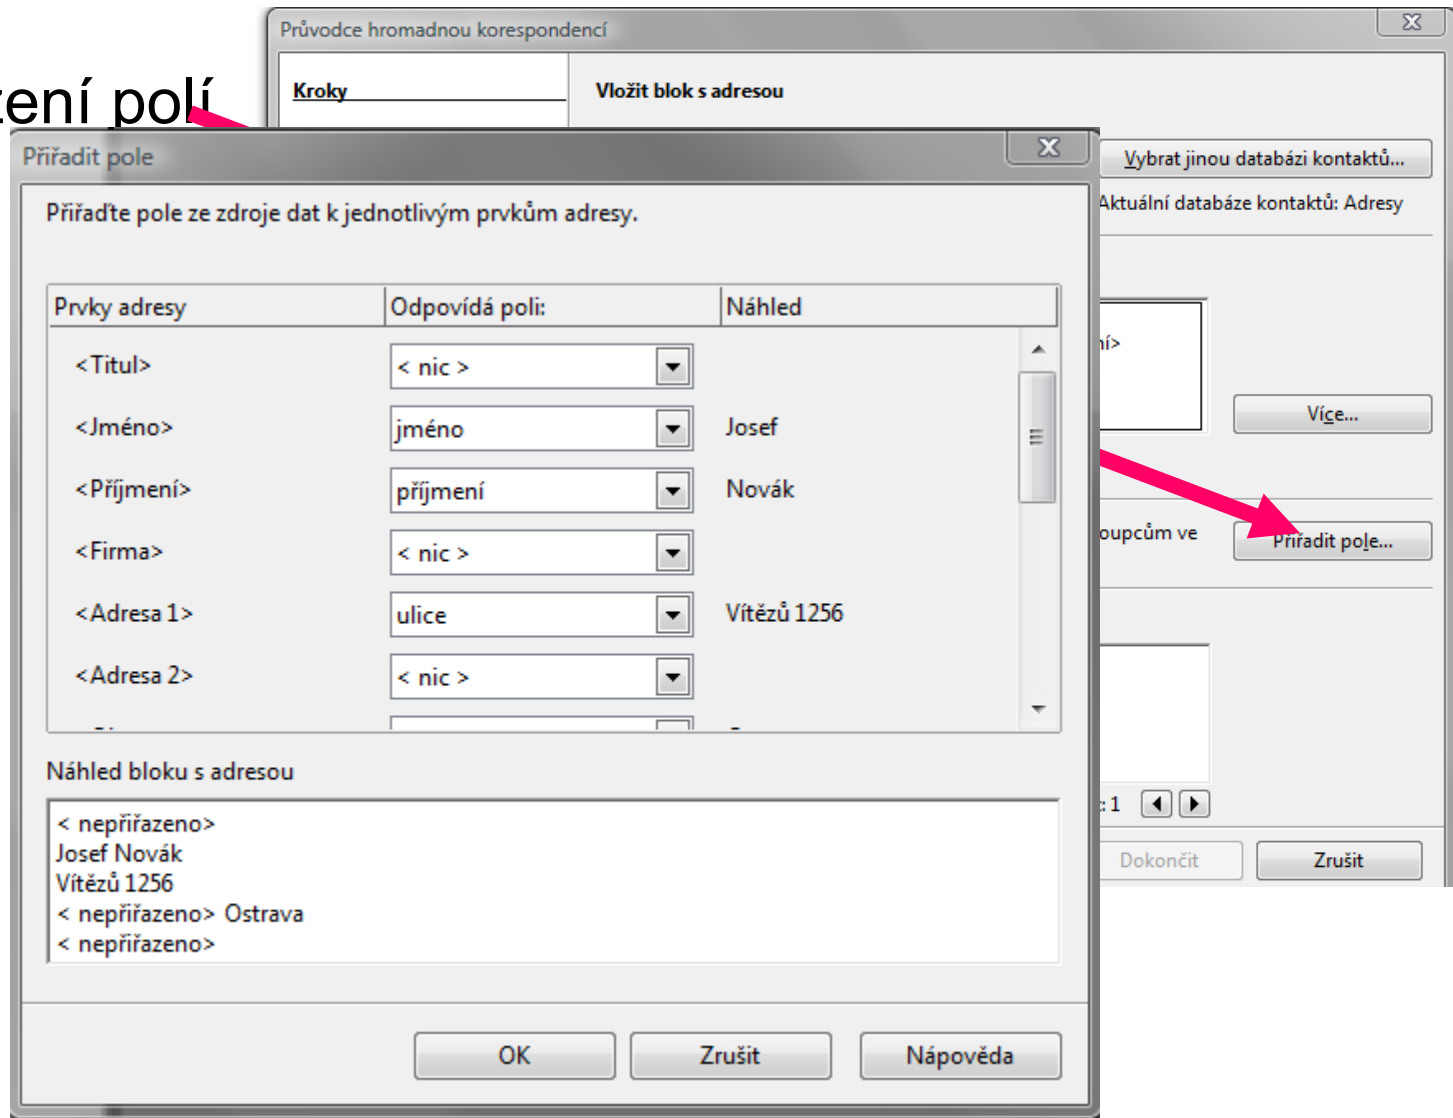 Průvodce hromadnou korespondencí
zení polí
Kroky
Vložit blok s adresou
Vybrat jinou databázi kontaktů...
Aktuální databáze kontaktů: Adresy
ní>
Více...
oupcům ve
Přiřadit pole...
: 1
Dokončit
Zrušit
Přiřadit pole
Přiřaďte pole ze zdroje dat k jednotlivým prvkům adresy.
Prvky adresy Odpovídá poli: Náhled
<Titul> < nic >
<Jméno> jméno Josef
<Příjmení> příjmení Novák
<Firma> < nic >
<Adresa 1> ulice Vítězů 1256
<Adresa 2> < nic >
Náhled bloku s adresou
< nepřiřazeno>
Josef Novák
Vítězů 1256
< nepřiřazeno> Ostrava
< nepřiřazeno>
OK Zrušit Nápověda